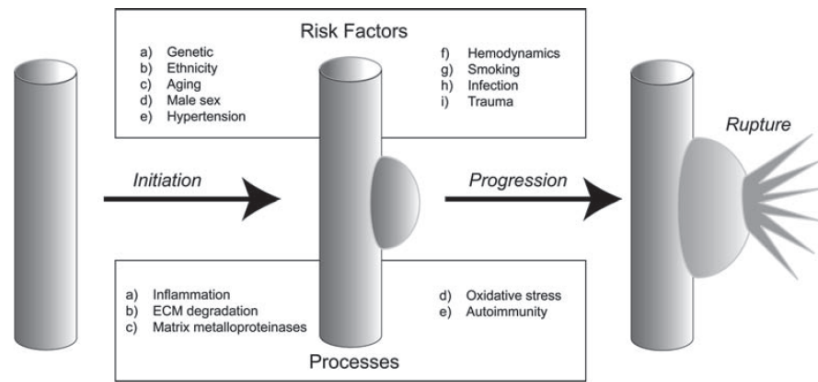 Risk Factors
a) Genetic
b) Ethnicity
c) Aging
d) Male sex
e) Hypertension
f) Hemodynamics
g) Smoking
h) Infection
i) Trauma
Rupture
Initiation
Progression
a) Inflammation
b) ECM degradation
c) Matrix metalloproteinases
d) Oxidative stress
e) Autoimmunity
Processes